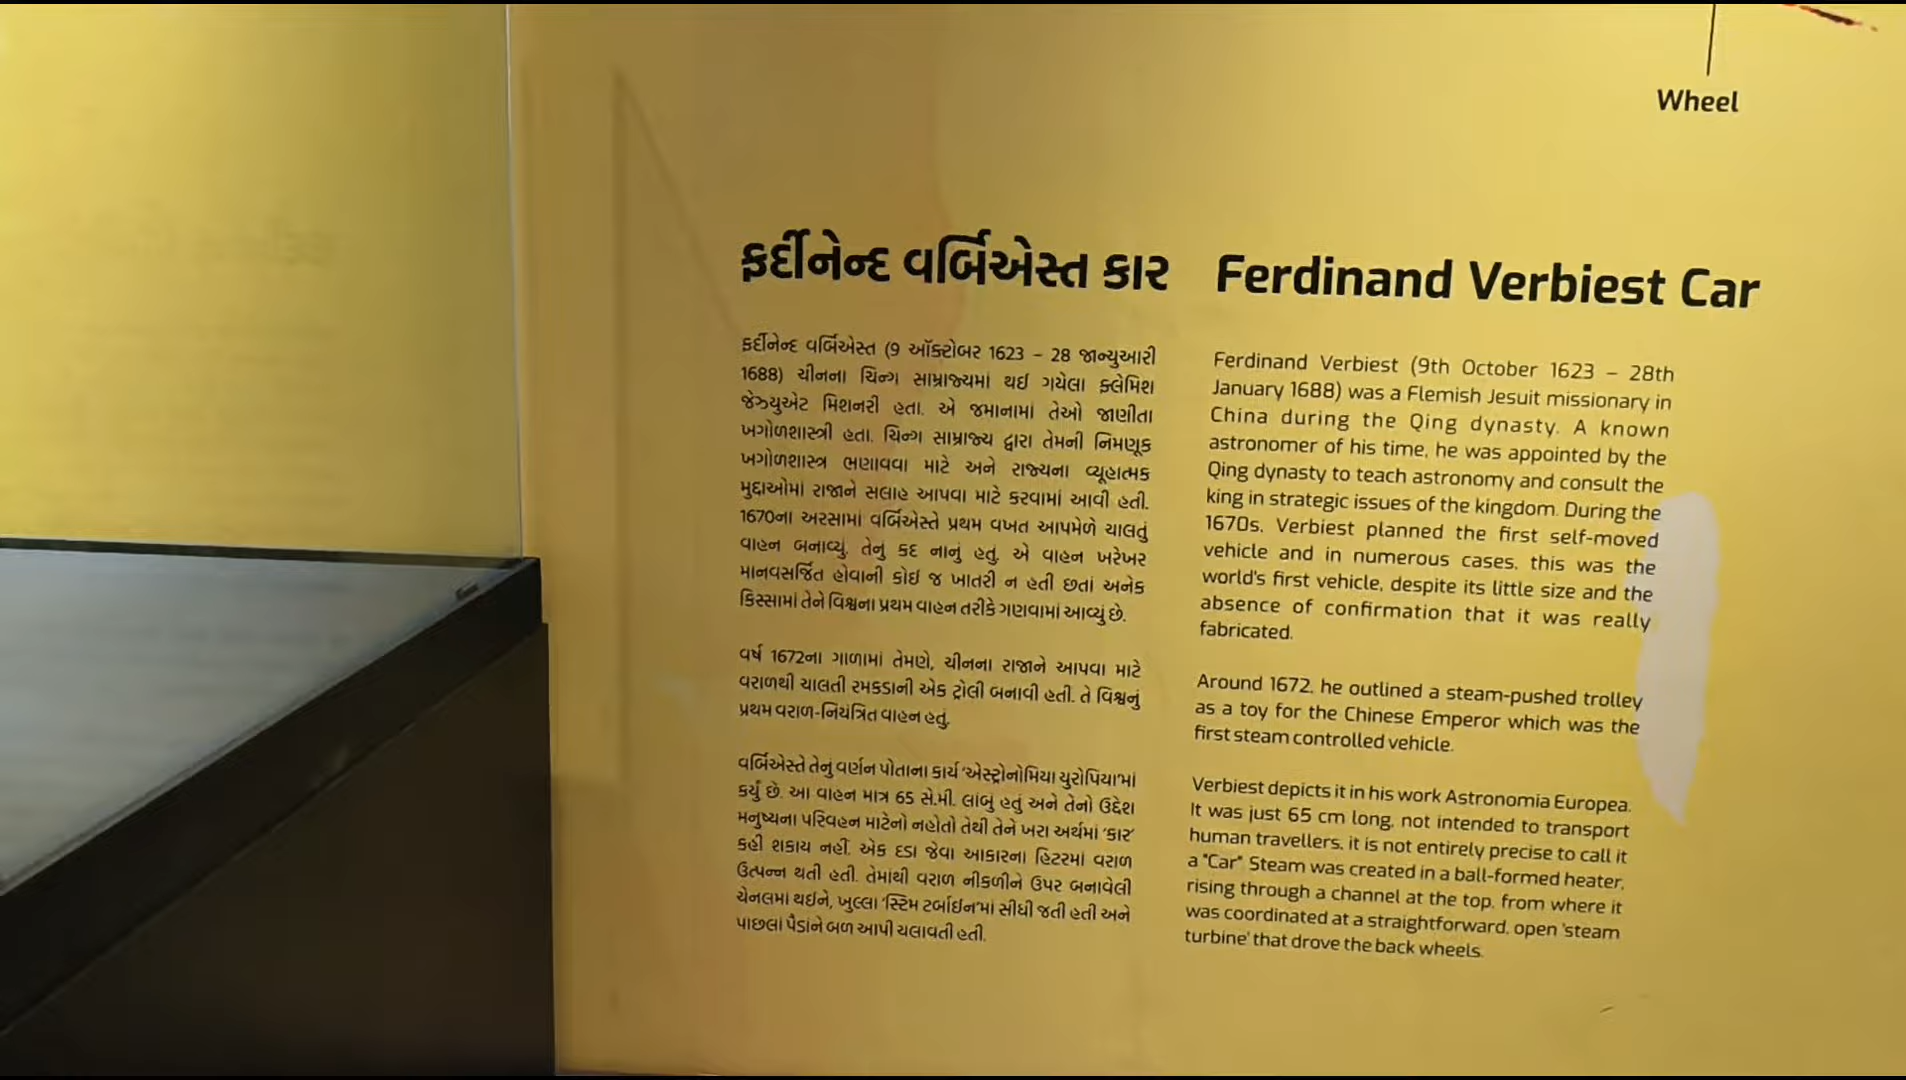 Wheel
ફર્દીનેન્દ વર્બિએસ્ત કાર
ફર્દીનેન્દ વર્બિએસ્ત (9 ઑક્ટોબર 1623 – 28 જાન્યુઆરી
1688) ચીનના ચિન્ગ સામ્રાજ્યમાં થઈ ગયેલા ફ્લેમિશ
જેઝ્યુએટ મિશનરી હતા. એ જમાનામાં તેઓ જાણીતા
ખગોળશાસ્ત્રી હતા. ચિન્ગ સામ્રાજ્ય દ્વારા તેમની નિમણૂક
ખગોળશાસ્ત્ર ભણાવવા માટે અને રાજ્યના વ્યૂહાત્મક
મુદ્દાઓમાં રાજાને સલાહ આપવા માટે કરવામાં આવી હતી.
1670ના અરસામાં વર્બિએસ્તે પ્રથમ વખત આપમેળે ચાલતું
વાહન બનાવ્યું. તેનું કદ નાનું હતું. એ વાહન ખરેખર
માનવસર્જિત હોવાની કોઈ જ ખાતરી ન હતી છતાં અનેક
કિસ્સામાં તેને વિશ્વના પ્રથમ વાહન તરીકે ગણવામાં આવ્યું છે.
વર્ષ 1672ના ગાળામાં તેમણે, ચીનના રાજાને આપવા માટે
વરાળથી ચાલતી રમકડાની એક ટ્રોલી બનાવી હતી. તે વિશ્વનું
પ્રથમ વરાળ-નિયંત્રિત વાહન હતું.
વર્બિએસ્તે તેનું વર્ણન પોતાના કાર્ય 'એસ્ટ્રોનોમિયા યુરોપિયા'માં
કર્યું છે. આ વાહન માત્ર 65 સે.મી. લાંબું હતું અને તેનો ઉદ્દેશ
મનુષ્યના પરિવહન માટેનો નહોતો તેથી તેને ખરા અર્થમાં 'કાર'
કહી શકાય નહીં. એક દડા જેવા આકારના હિટરમાં વરાળ
ઉત્પન્ન થતી હતી. તેમાંથી વરાળ નીકળીને ઉપર બનાવેલી
ચેનલમાં થઈને, ખુલ્લા 'સ્ટિમ ટર્બાઈન'માં સીધી જતી હતી અને
પાછલાં પૈડાંને બળ આપી ચલાવતી હતી.
Ferdinand Verbiest Car
Ferdinand Verbiest (9th October 1623 – 28th
January 1688) was a Flemish Jesuit missionary in
China during the Qing dynasty. A known
astronomer of his time, he was appointed by the
Qing dynasty to teach astronomy and consult the
king in strategic issues of the kingdom. During the
1670s, Verbiest planned the first self-moved
vehicle and in numerous cases, this was the
world's first vehicle, despite its little size and the
absence of confirmation that it was really
fabricated.
Around 1672, he outlined a steam-pushed trolley
as a toy for the Chinese Emperor which was the
first steam controlled vehicle.
Verbiest depicts it in his work Astronomia Europea.
It was just 65 cm long, not intended to transport
human travellers, it is not entirely precise to call it
a "Car" Steam was created in a ball-formed heater,
rising through a channel at the top, from where it
was coordinated at a straightforward, open 'steam
turbine' that drove the back wheels.